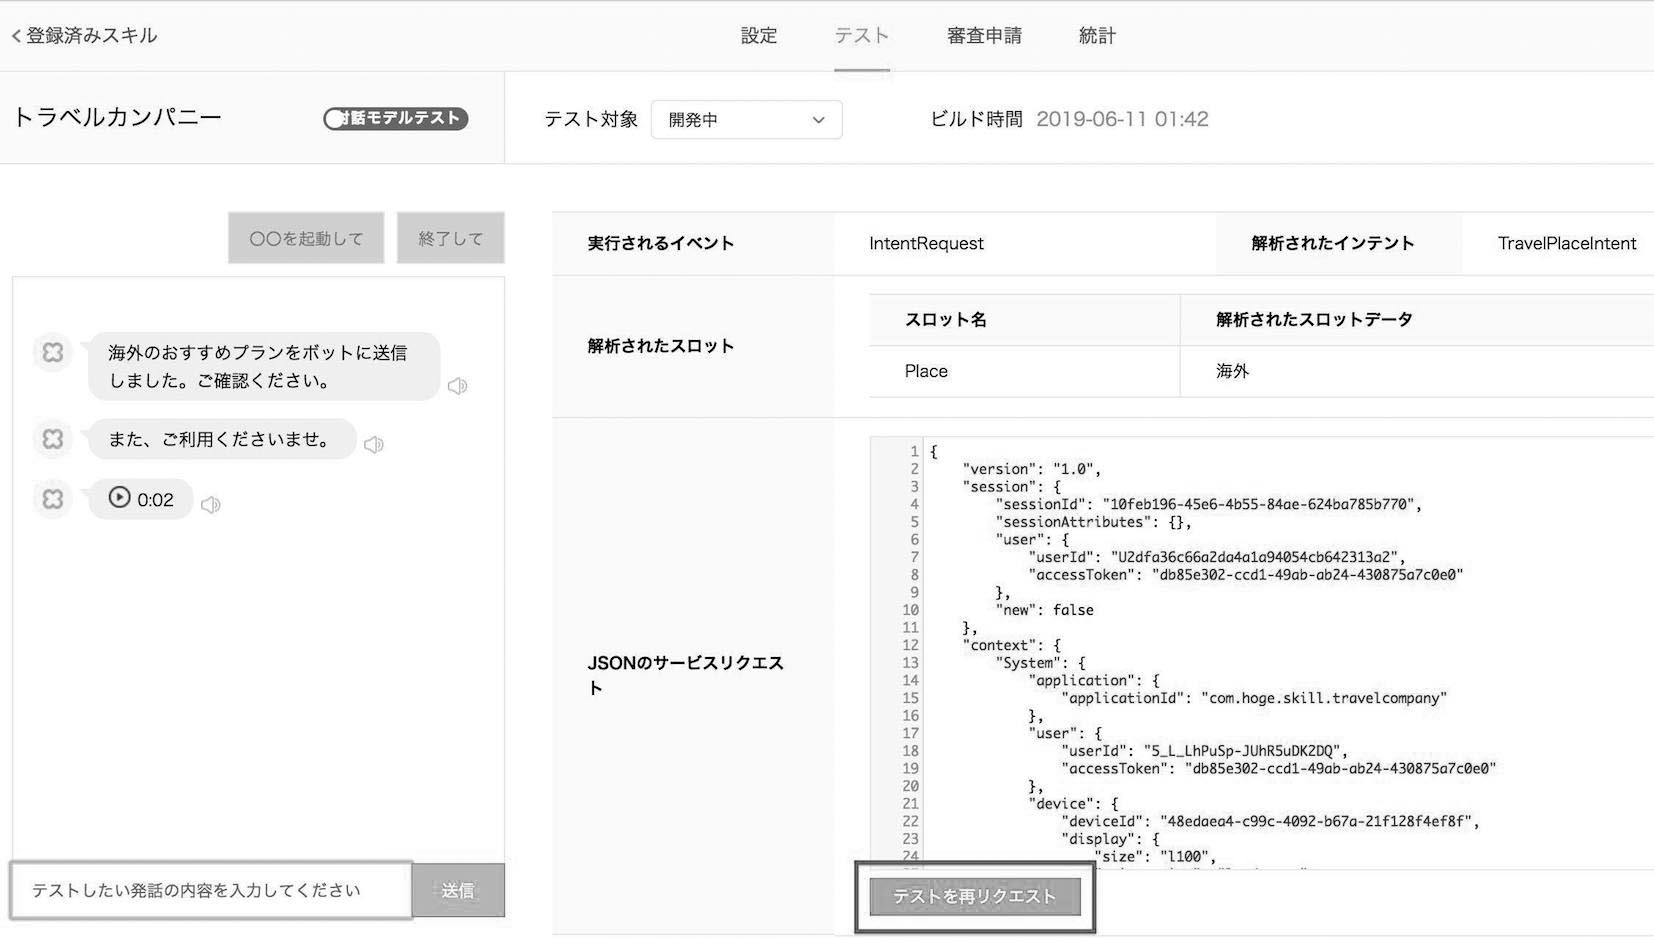 登録済みスキル
設定
テスト
審査申請
統計
トラベルカンパニー
対話モデルテスト
テスト対象
開発中
ビルド時間 2019-06-11 01:42
〇〇を起動して
終了して
海外のおすすめプランをボットに送信
しました。ご確認ください。
また、ご利用くださいませ。
0:02
テストしたい発話の内容を入力してください
送信
実行されるイベント
IntentRequest
解析されたインテント
TravelPlaceIntent
解析されたスロット
スロット名
解析されたスロットデータ
Place
海外
JSONのサービスリクエス
ト
1 {
2 "version": "1.0",
3 "session": {
4 "sessionId": "10feb196-45e6-4b55-84ae-624ba785b770",
5 "sessionAttributes": {},
6 "user": {
7 "userId": "U2dfa36c66a2da4a1a94054cb642313a2",
8 "accessToken": "db85e302-ccd1-49ab-ab24-430875a7c0e0"
9 },
10 "new": false
11 },
12 "context": {
13 "System": {
14 "application": {
15 "applicationId": "com.hoge.skill.travelcompany"
16 },
17 "user": {
18 "userId": "5_L_LhPuSp-JUhR5uDK2DQ",
19 "accessToken": "db85e302-ccd1-49ab-ab24-430875a7c0e0"
20 },
21 "device": {
22 "deviceId": "48edaea4-c99c-4092-b67a-21f128f4ef8f",
23 "display": {
24 "size": "l100",
テストを再リクエスト